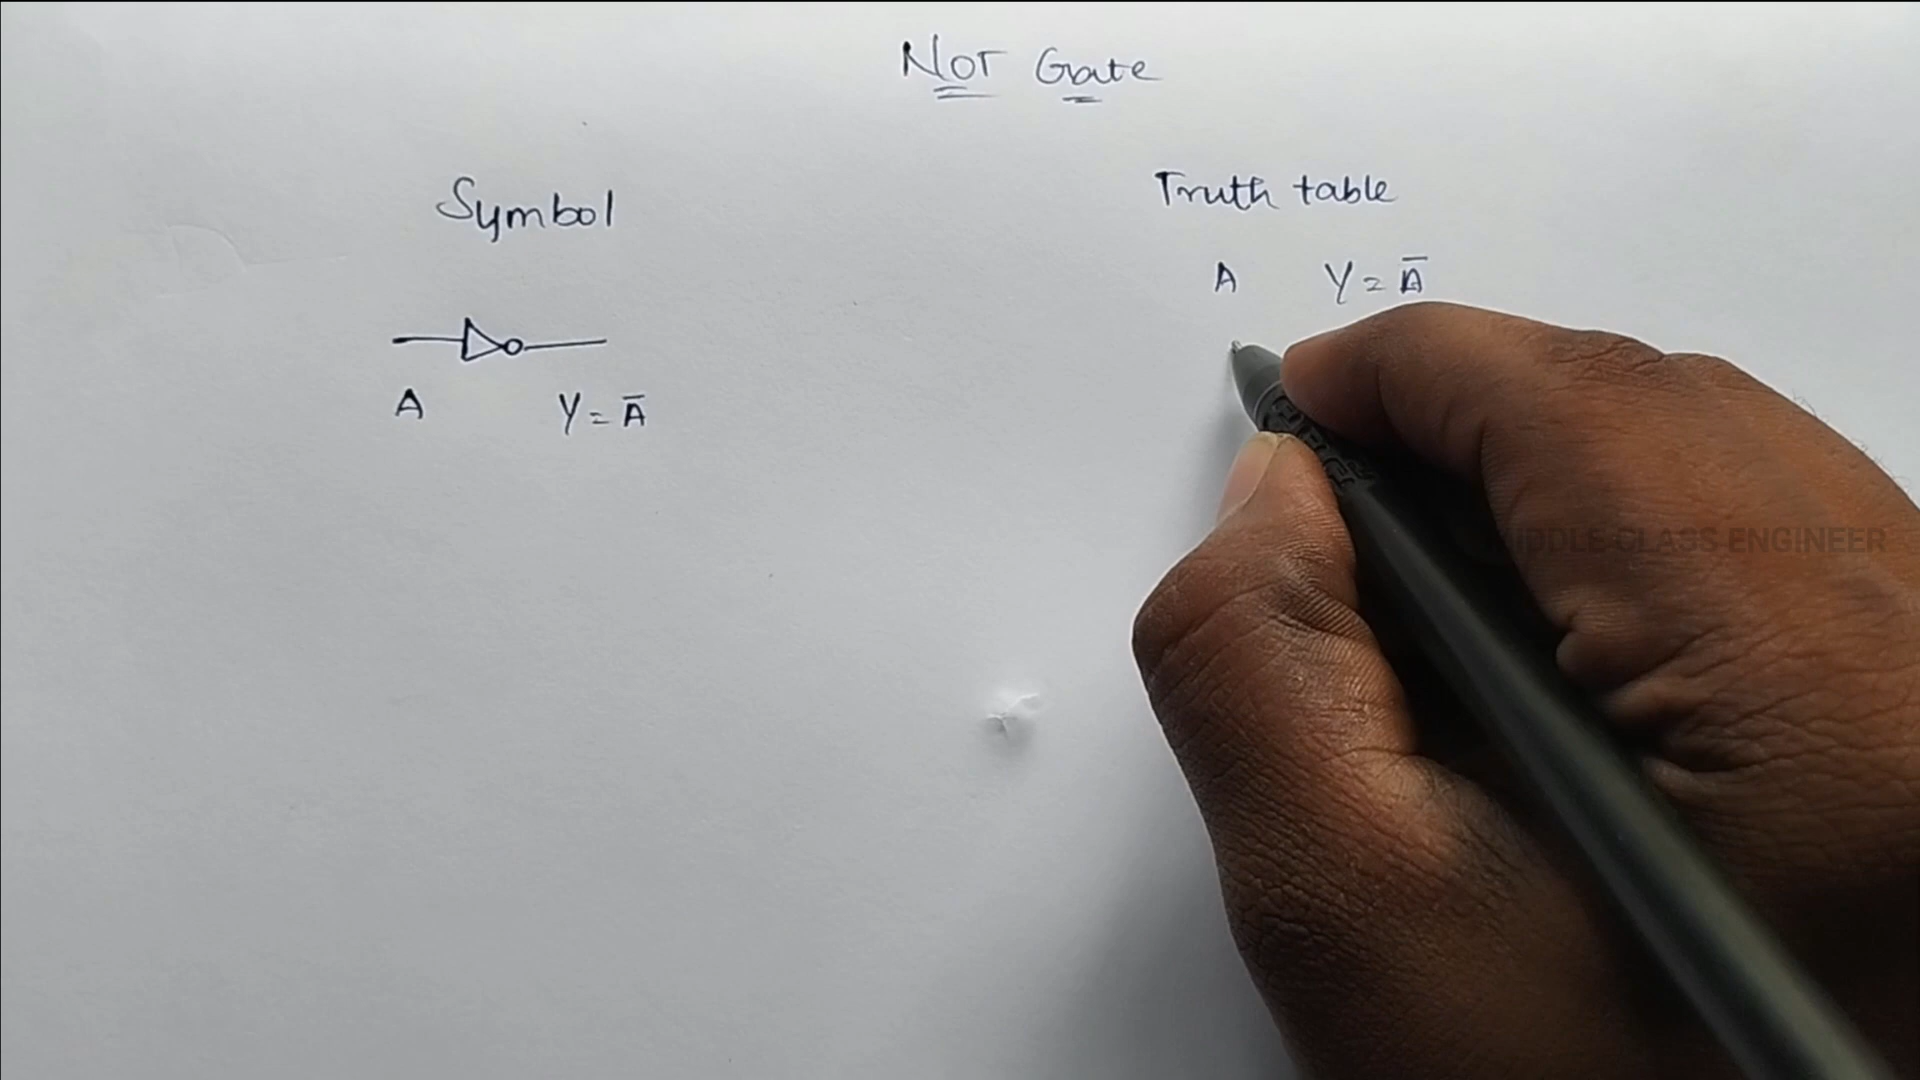 NOT Gate
Symbol
A Y = A̅
Truth table
A Y = A̅
MIDDLE CLASS ENGINEER